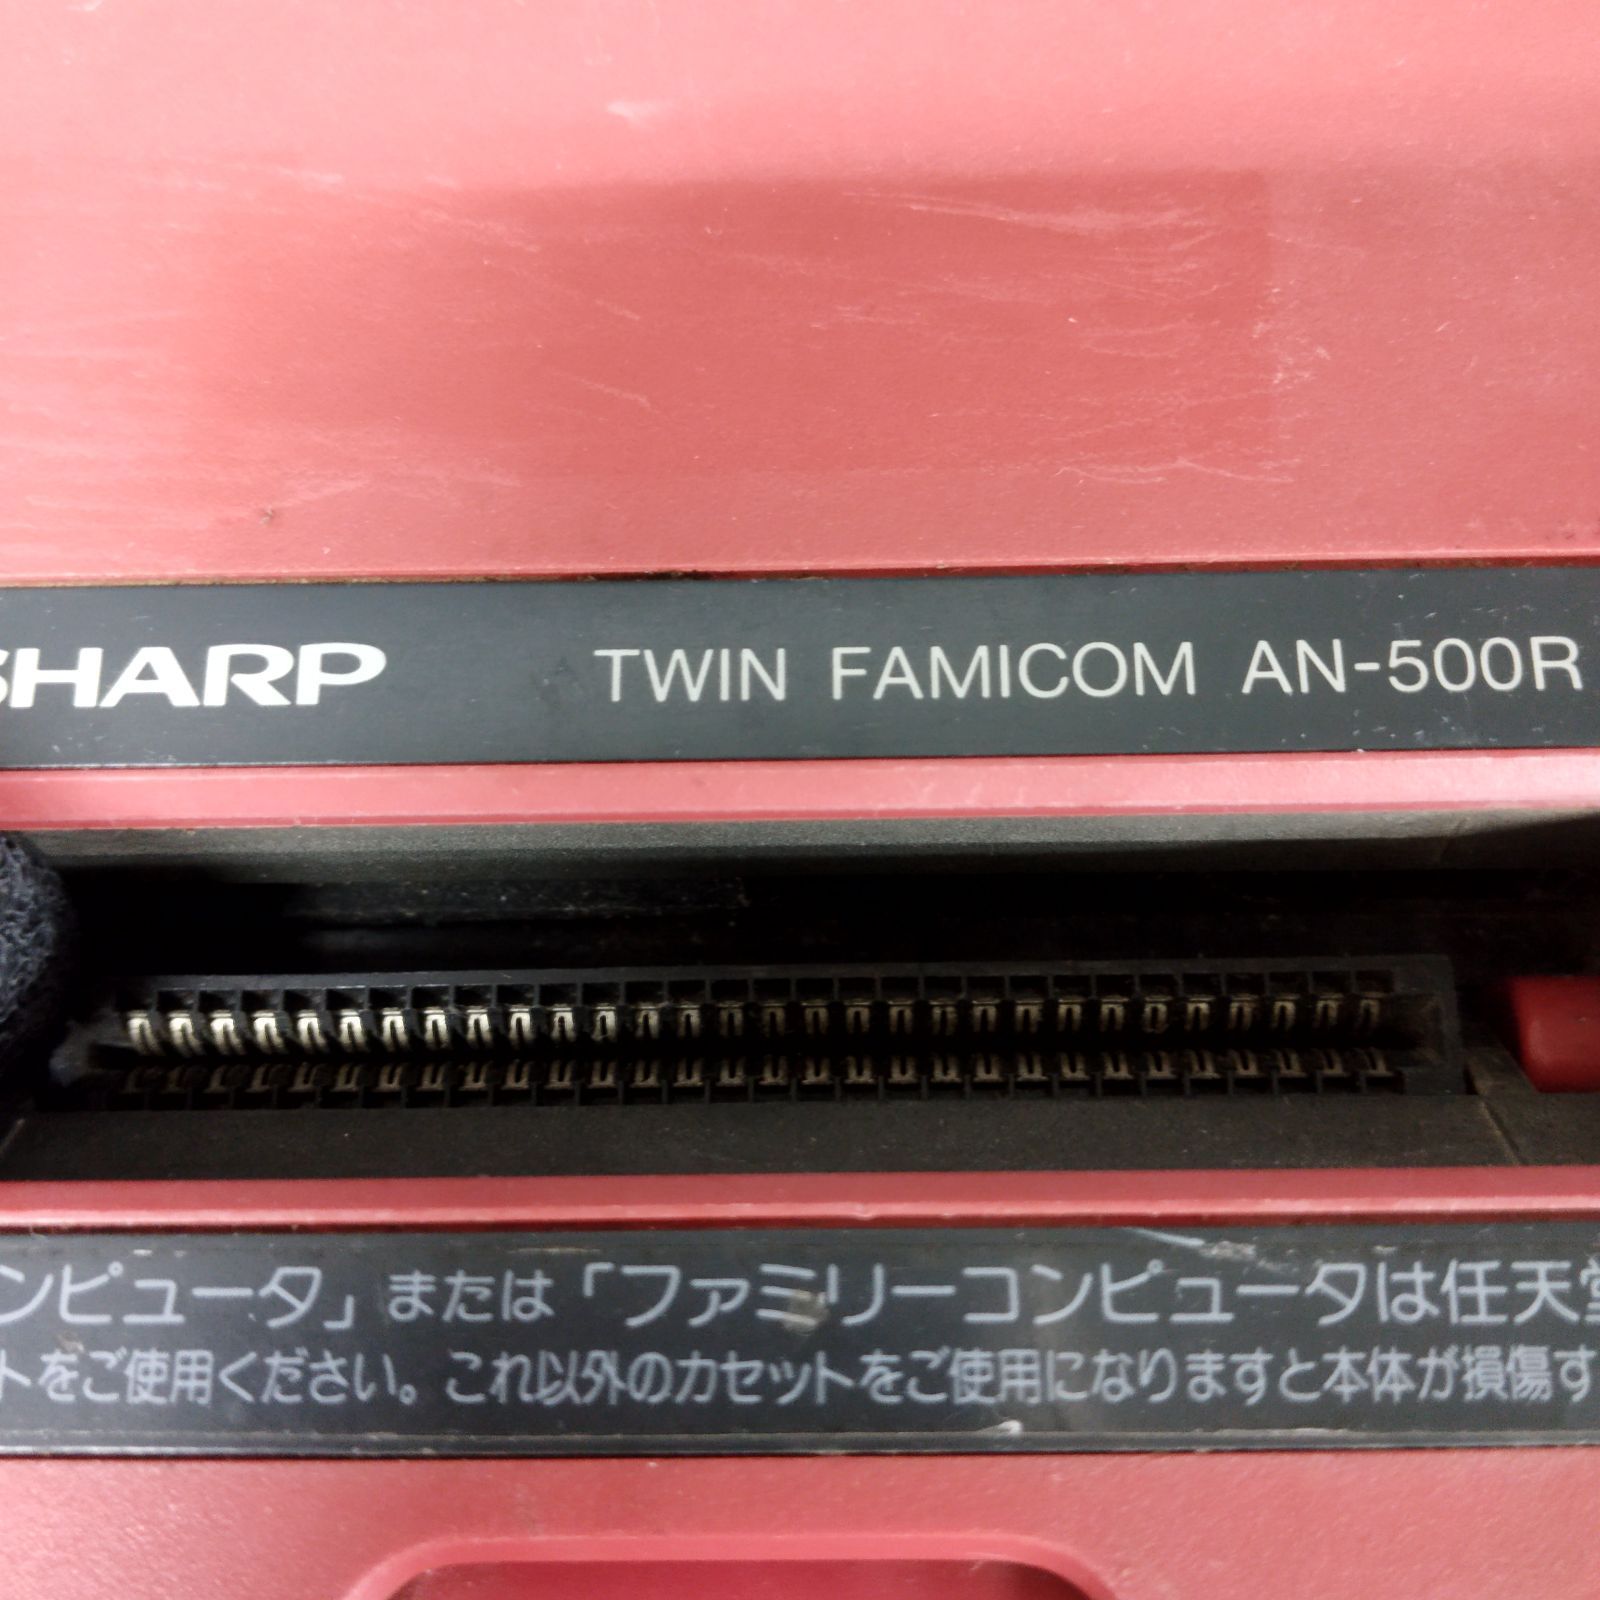 SHARP TWIN FAMICOM AN-500R
ンピュータ」または「ファミリーコンピュータは任天堂
トをご使用ください。これ以外のカセットをご使用になりますと本体が損傷す